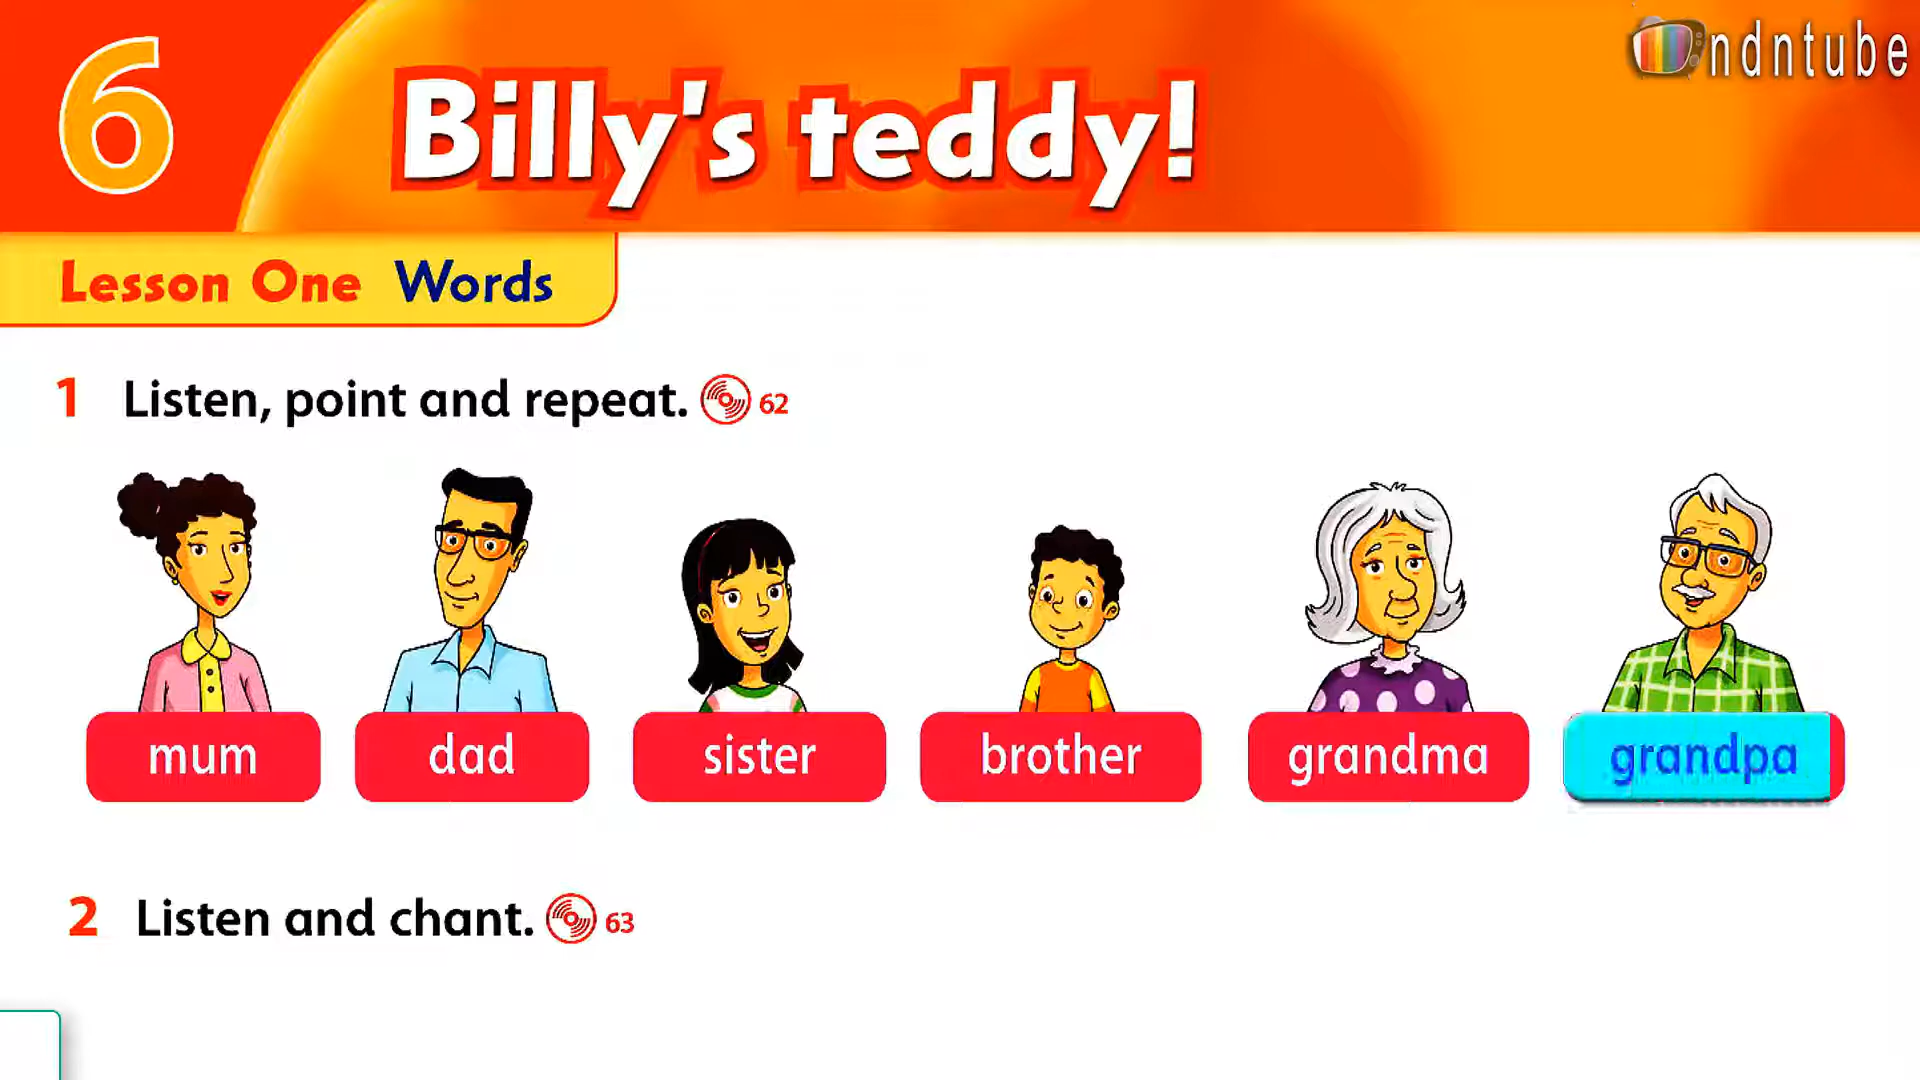 6 Billy's teddy!
ndntube
Lesson One Words
1 Listen, point and repeat. 62
mum dad sister brother grandma grandpa
2 Listen and chant. 63